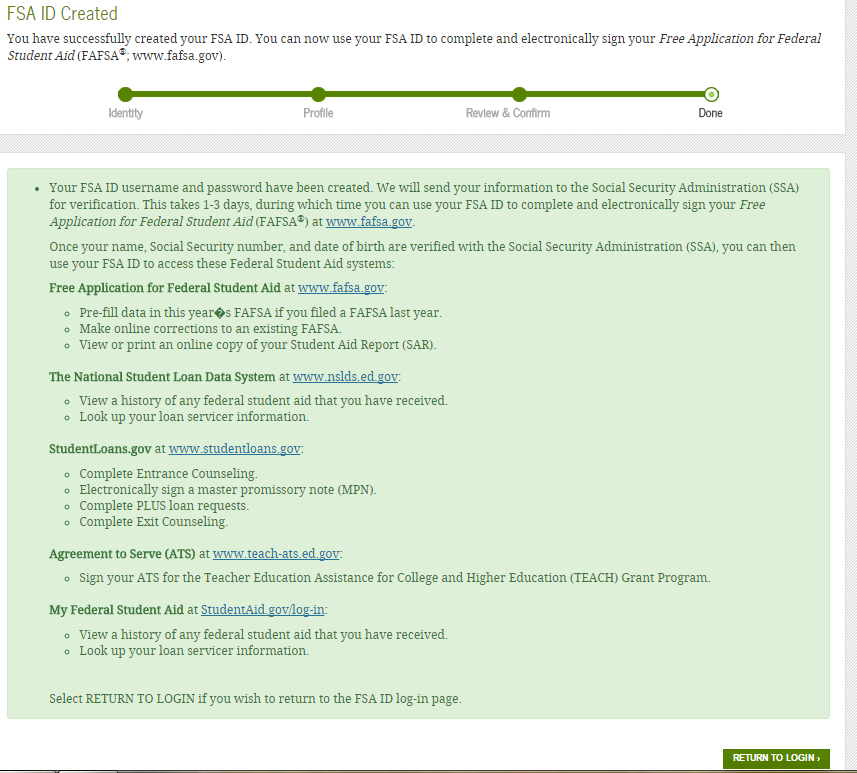 FSA ID Created
You have successfully created your FSA ID. You can now use your FSA ID to complete and electronically sign your Free Application for Federal
Student Aid (FAFSA®; www.fafsa.gov).
Identity
Profile
Review & Confirm
Done
• Your FSA ID username and password have been created. We will send your information to the Social Security Administration (SSA)
for verification. This takes 1-3 days, during which time you can use your FSA ID to complete and electronically sign your Free
Application for Federal Student Aid (FAFSA®) at www.fafsa.gov.
Once your name, Social Security number, and date of birth are verified with the Social Security Administration (SSA), you can then
use your FSA ID to access these Federal Student Aid systems:
Free Application for Federal Student Aid at www.fafsa.gov:
◦ Pre-fill data in this year�s FAFSA if you filed a FAFSA last year.
◦ Make online corrections to an existing FAFSA.
◦ View or print an online copy of your Student Aid Report (SAR).
The National Student Loan Data System at www.nslds.ed.gov:
◦ View a history of any federal student aid that you have received.
◦ Look up your loan servicer information.
StudentLoans.gov at www.studentloans.gov:
◦ Complete Entrance Counseling.
◦ Electronically sign a master promissory note (MPN).
◦ Complete PLUS loan requests.
◦ Complete Exit Counseling.
Agreement to Serve (ATS) at www.teach-ats.ed.gov:
◦ Sign your ATS for the Teacher Education Assistance for College and Higher Education (TEACH) Grant Program.
My Federal Student Aid at StudentAid.gov/log-in:
◦ View a history of any federal student aid that you have received.
◦ Look up your loan servicer information.
Select RETURN TO LOGIN if you wish to return to the FSA ID log-in page.
RETURN TO LOGIN ›